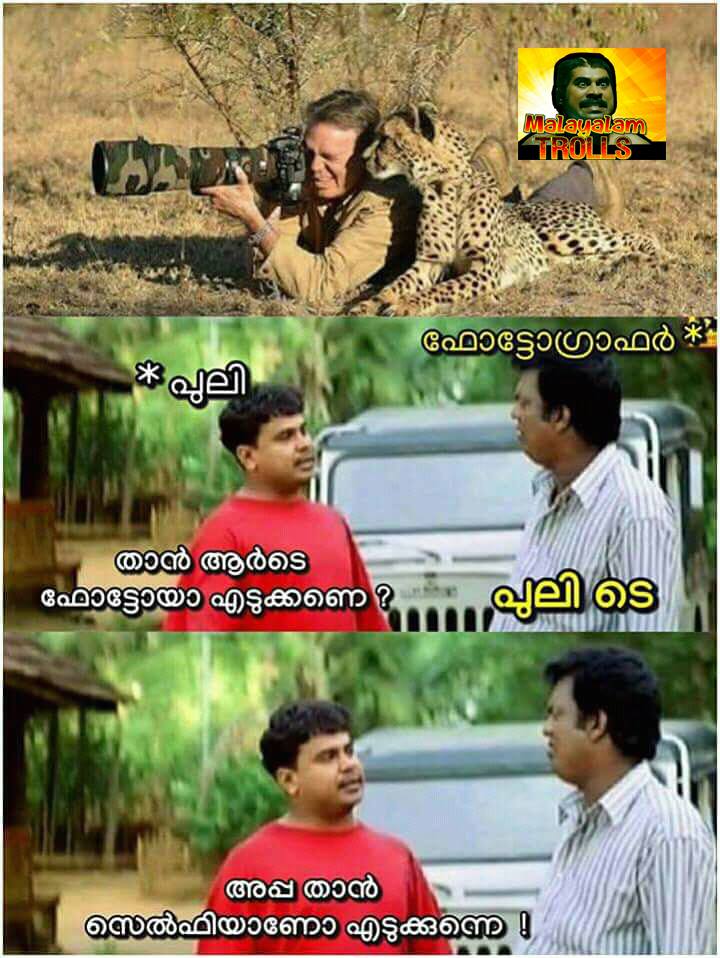 Malayalam
TROLLS
ഫോട്ടോഗ്രാഫർ *
* പുലി
താൻ ആർടെ
ഫോട്ടോയാ എടുക്കണെ ?
പുലി ടെ
അപ്പ താൻ
സെൽഫിയാണോ എടുക്കുന്നെ !